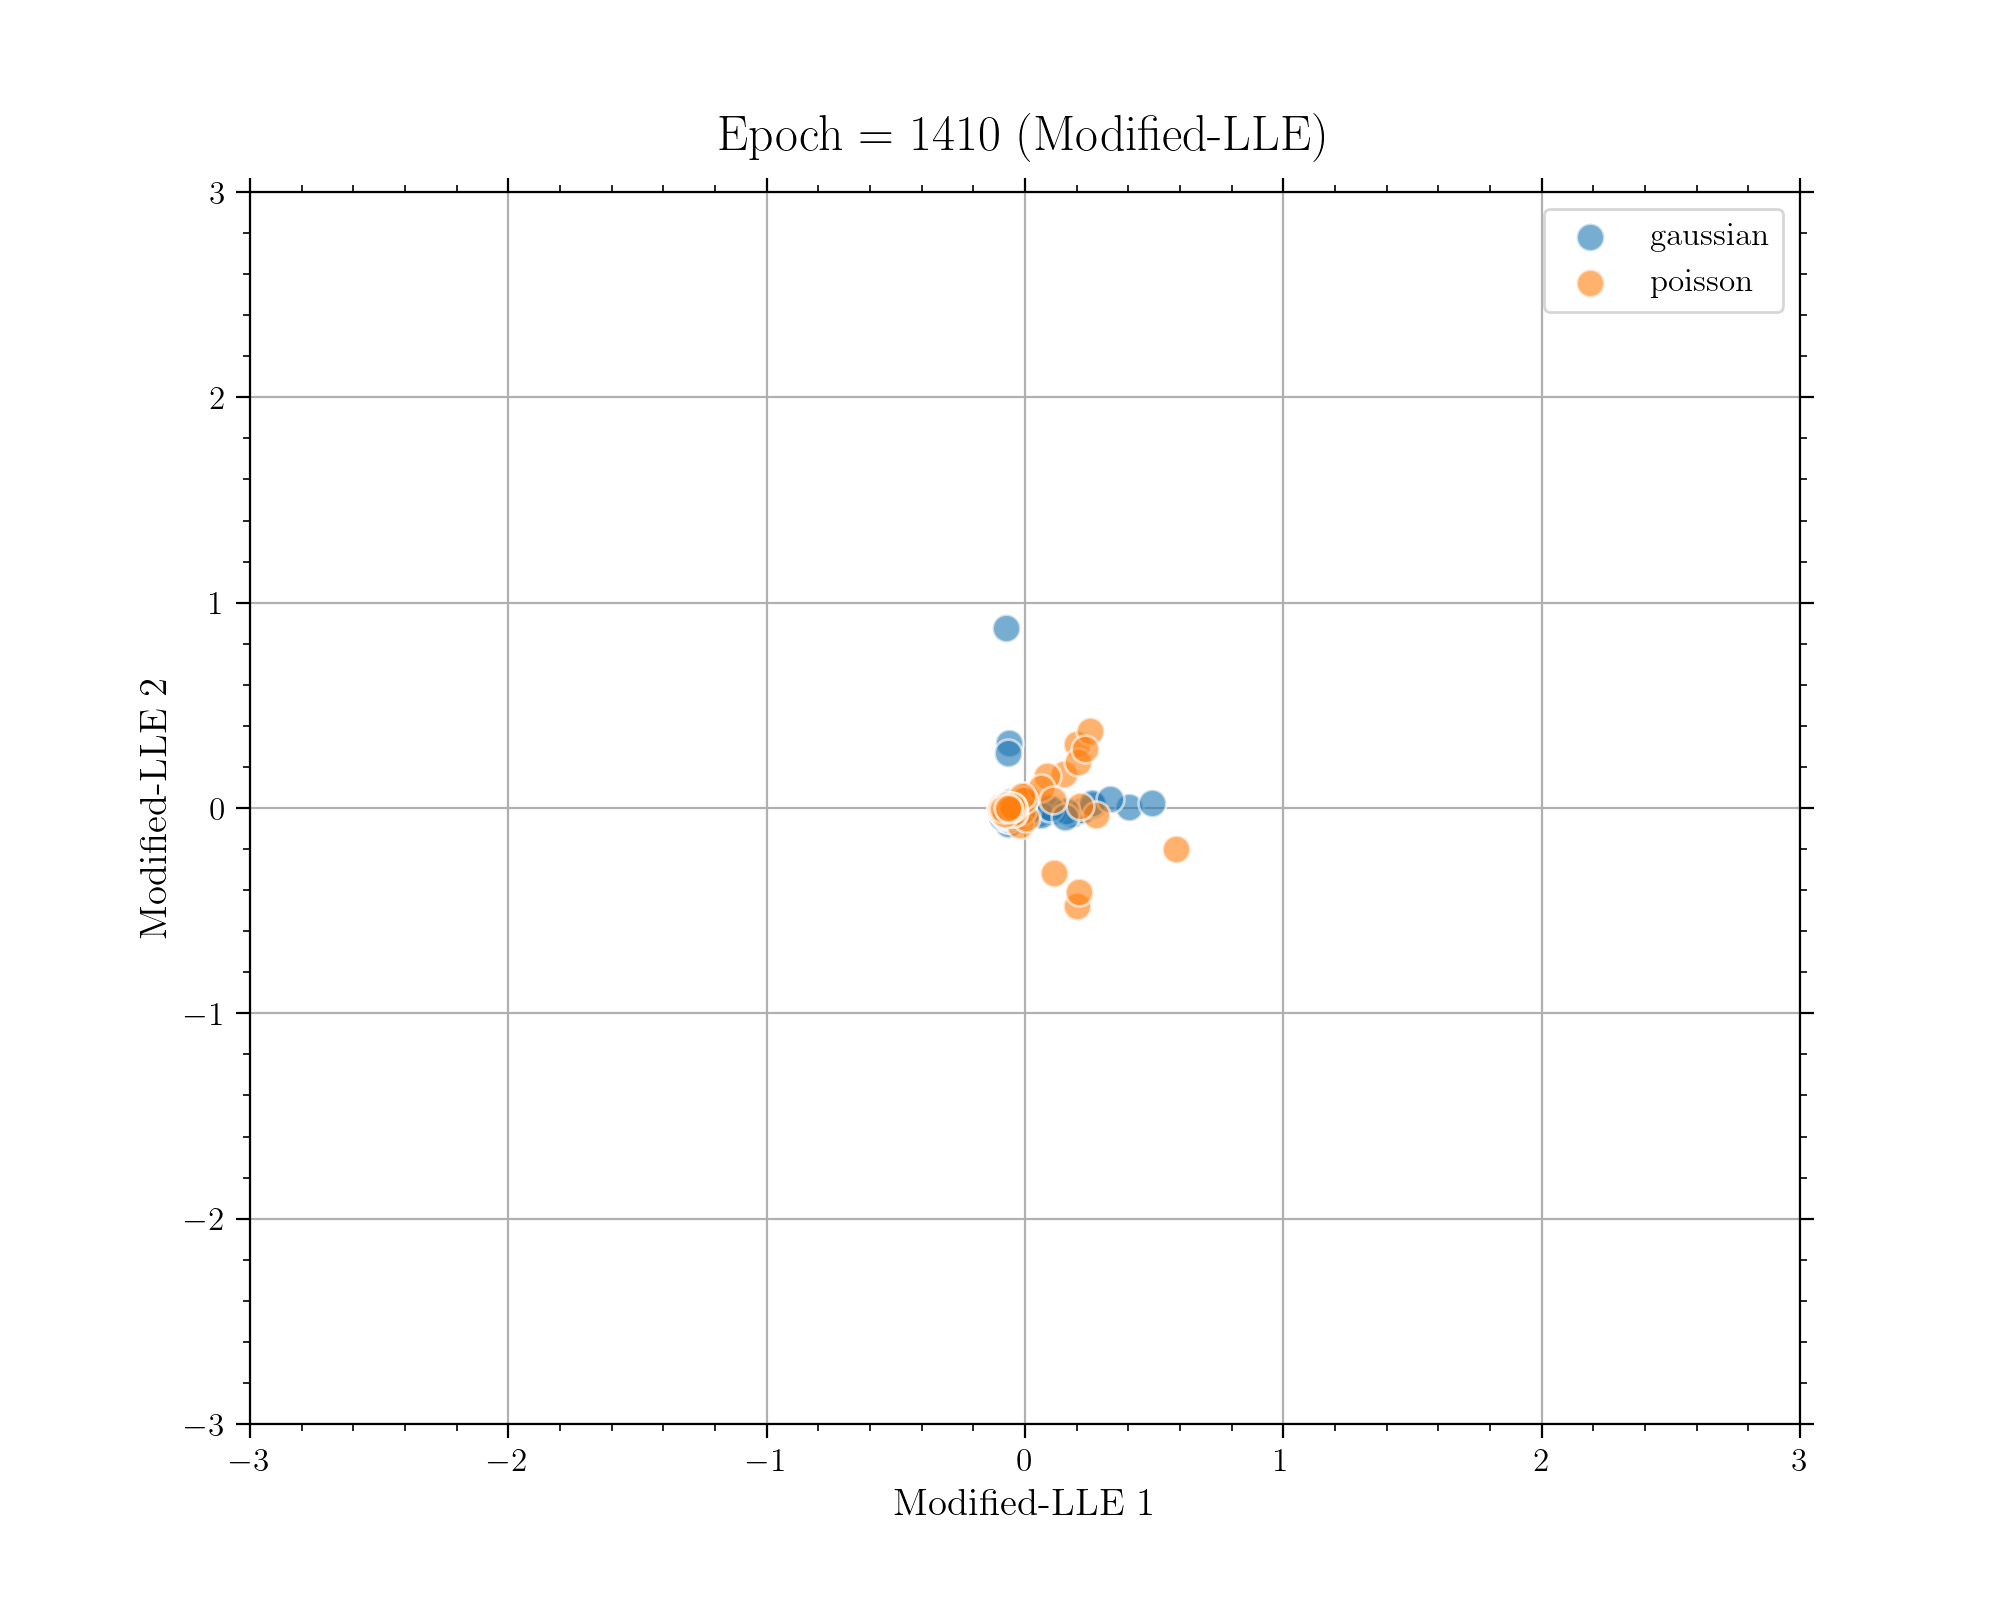 Epoch = 1410 (Modified-LLE)
gaussian
poisson
3
2
1
0
−1
−2
−3
Modified-LLE 2
−3
−2
−1
0
1
2
3
Modified-LLE 1